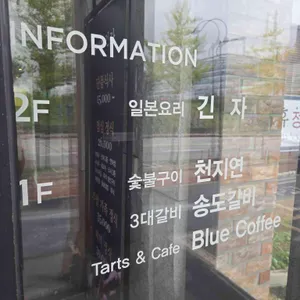 INFORMATION
2F 일본요리 긴 자
1F 숯불구이 천지연
3대갈비 송도갈비
Tarts & Cafe Blue Coffee